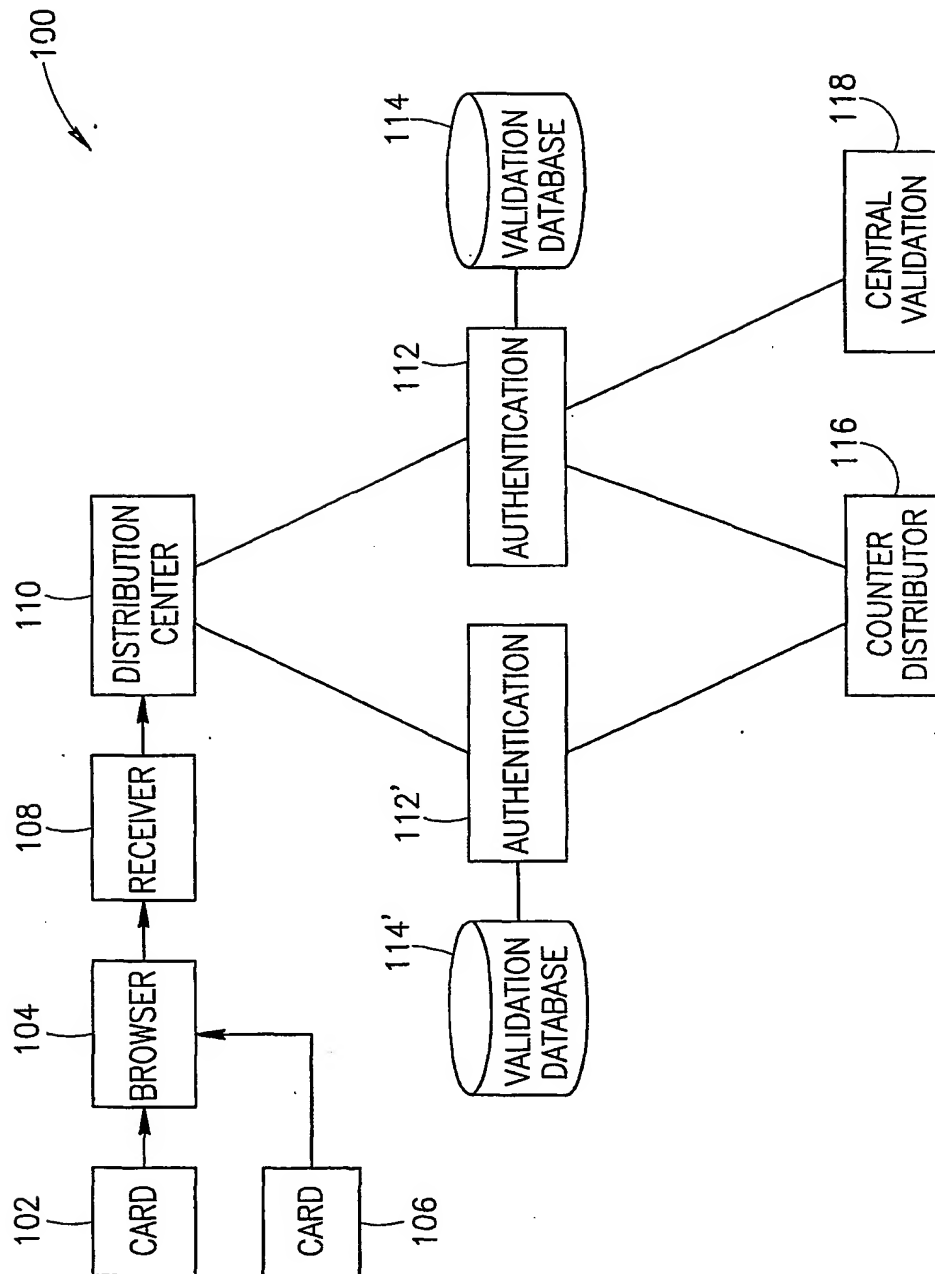 100
102
CARD
104
BROWSER
108
RECEIVER
110
DISTRIBUTION
CENTER
CARD
106
114'
VALIDATION
DATABASE
112'
AUTHENTICATION
112
AUTHENTICATION
114
VALIDATION
DATABASE
COUNTER
DISTRIBUTOR
116
CENTRAL
VALIDATION
118